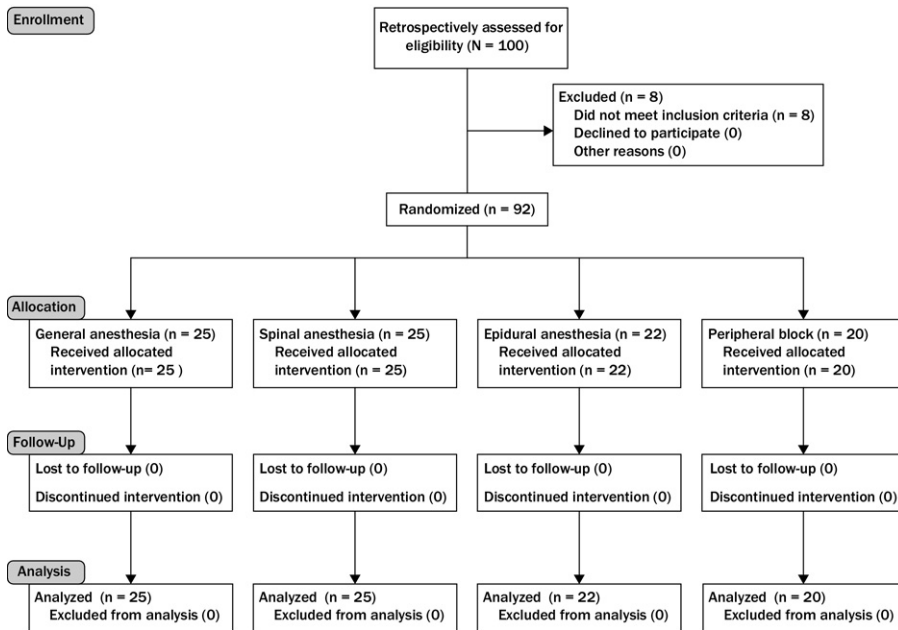 Enrollment
Retrospectively assessed for
eligibility (N = 100)
Excluded (n = 8)
Did not meet inclusion criteria (n = 8)
Declined to participate (0)
Other reasons (0)
Randomized (n = 92)
Allocation
General anesthesia (n = 25)
Received allocated
intervention (n= 25 )
Spinal anesthesia (n = 25)
Received allocated
intervention (n = 25)
Epidural anesthesia (n = 22)
Received allocated
intervention (n = 22)
Peripheral block (n = 20)
Received allocated
intervention (n = 20)
Follow-Up
Lost to follow-up (0)
Discontinued intervention (0)
Lost to follow-up (0)
Discontinued intervention (0)
Lost to follow-up (0)
Discontinued intervention (0)
Lost to follow-up (0)
Discontinued intervention (0)
Analysis
Analyzed (n = 25)
Excluded from analysis (0)
Analyzed (n = 25)
Excluded from analysis (0)
Analyzed (n = 22)
Excluded from analysis (0)
Analyzed (n = 20)
Excluded from analysis (0)